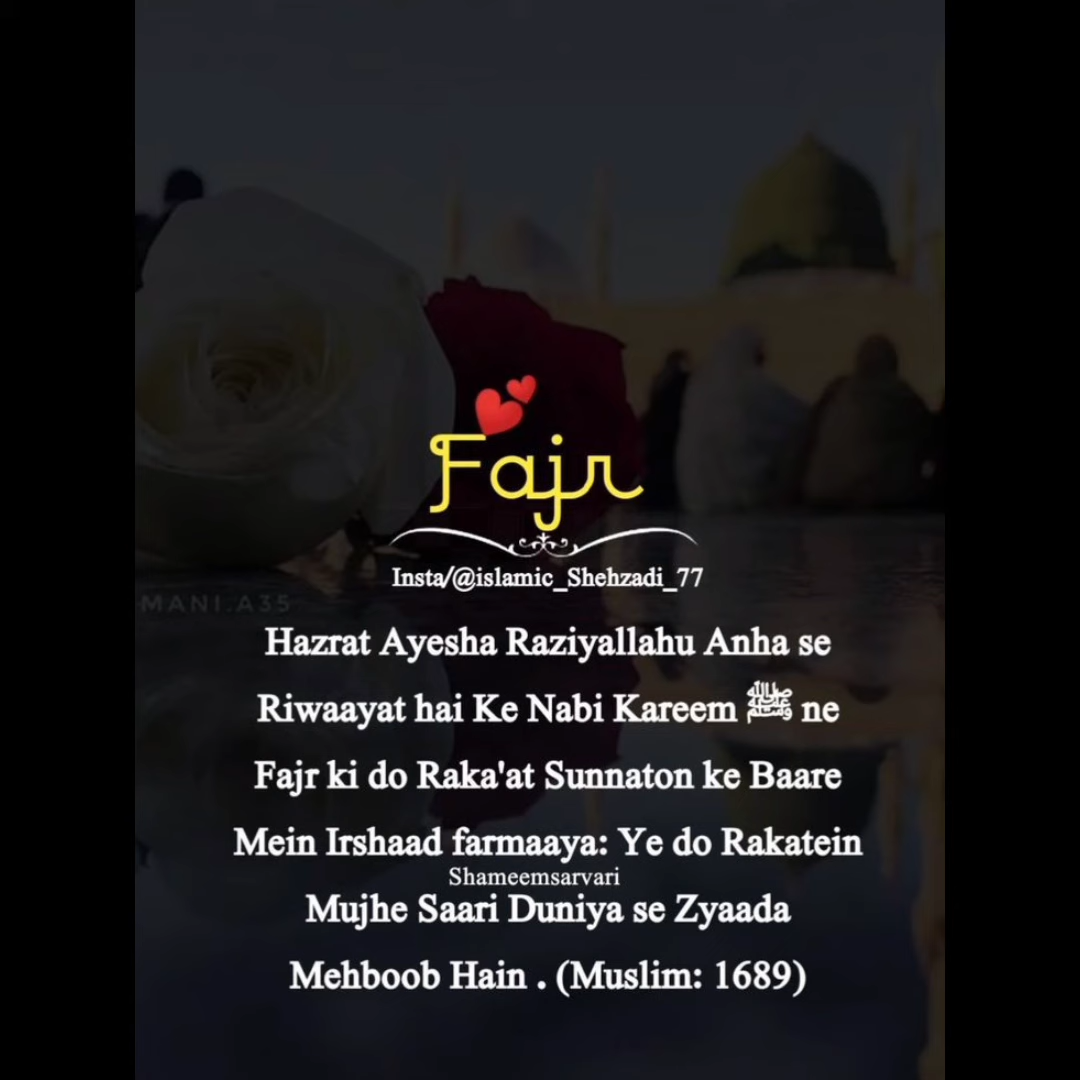 💕
Fajr
Insta/@islamic_Shehzadi_77
MANI.A35
Hazrat Ayesha Raziyallahu Anha se
Riwaayat hai Ke Nabi Kareem ﷺ ne
Fajr ki do Raka'at Sunnaton ke Baare
Mein Irshaad farmaaya: Ye do Rakatein
Shameemsarvari
Mujhe Saari Duniya se Zyaada
Mehboob Hain . (Muslim: 1689)